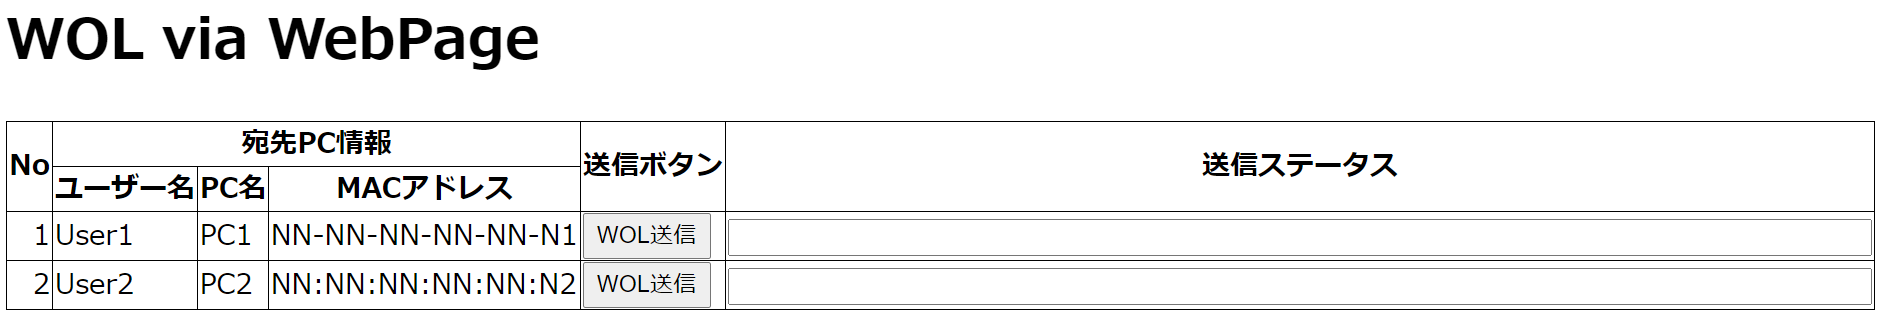 WOL via WebPage
No 宛先PC情報 送信ボタン 送信ステータス
ユーザー名 PC名 MACアドレス
1 User1 PC1 NN-NN-NN-NN-NN-N1 WOL送信
2 User2 PC2 NN:NN:NN:NN:NN:N2 WOL送信